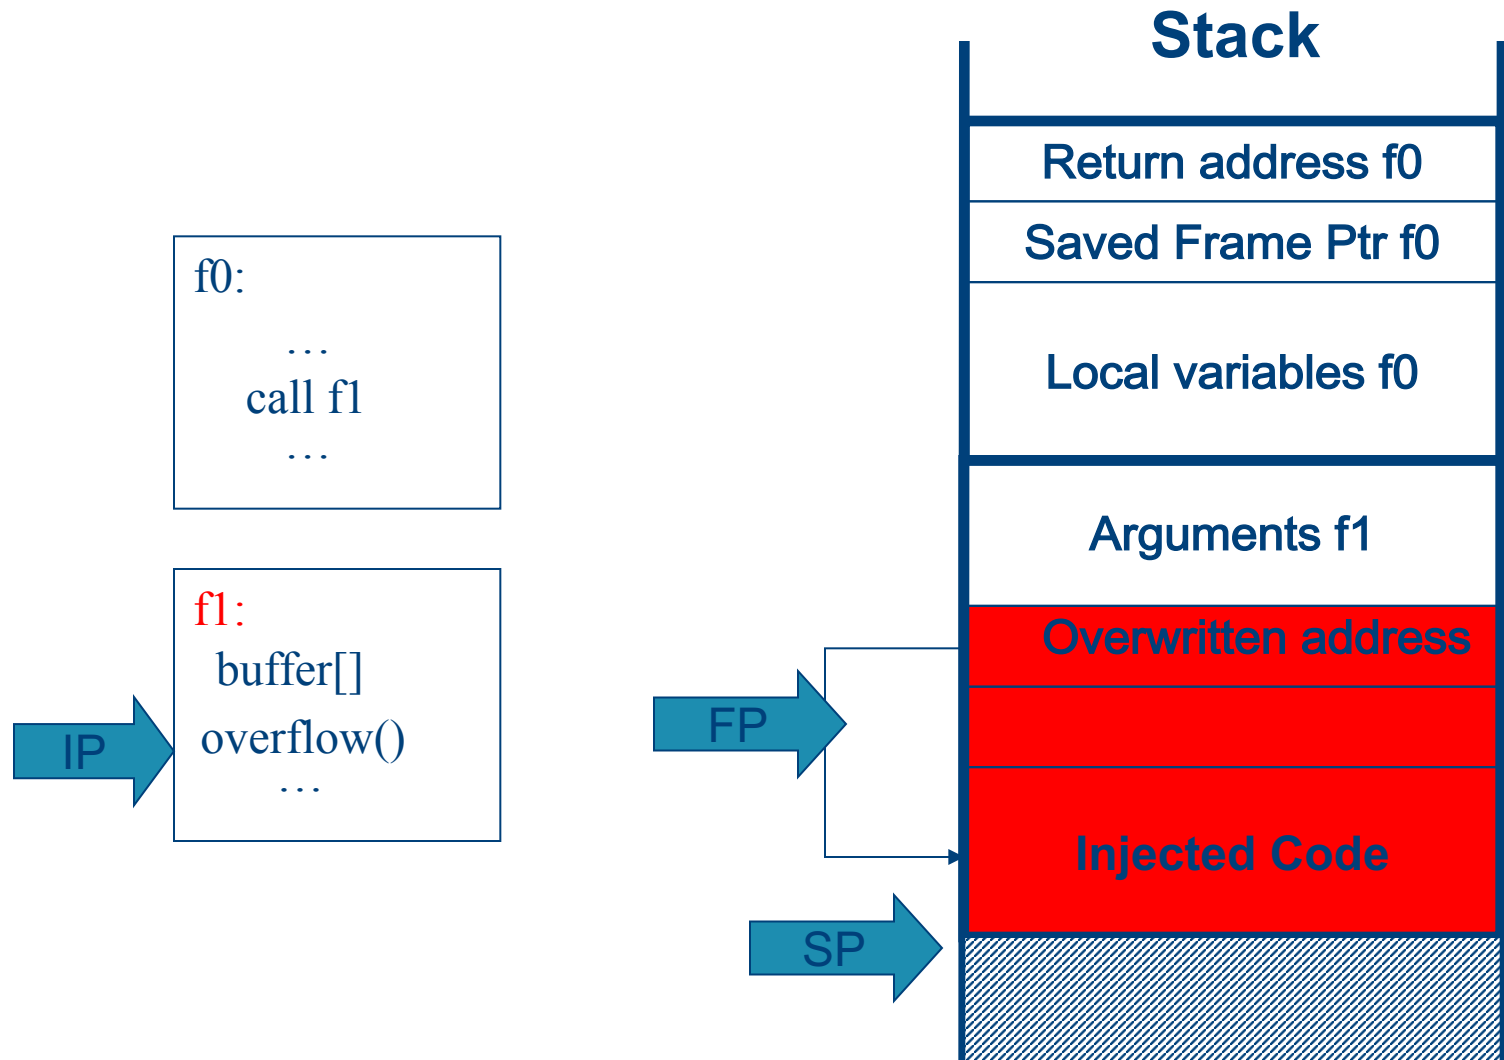 Stack
Return address f0
Saved Frame Ptr f0
f0:
…
call f1
…
Local variables f0
Arguments f1
f1:
buffer[]
overflow()
…
IP
FP
Overwritten address
Injected Code
SP